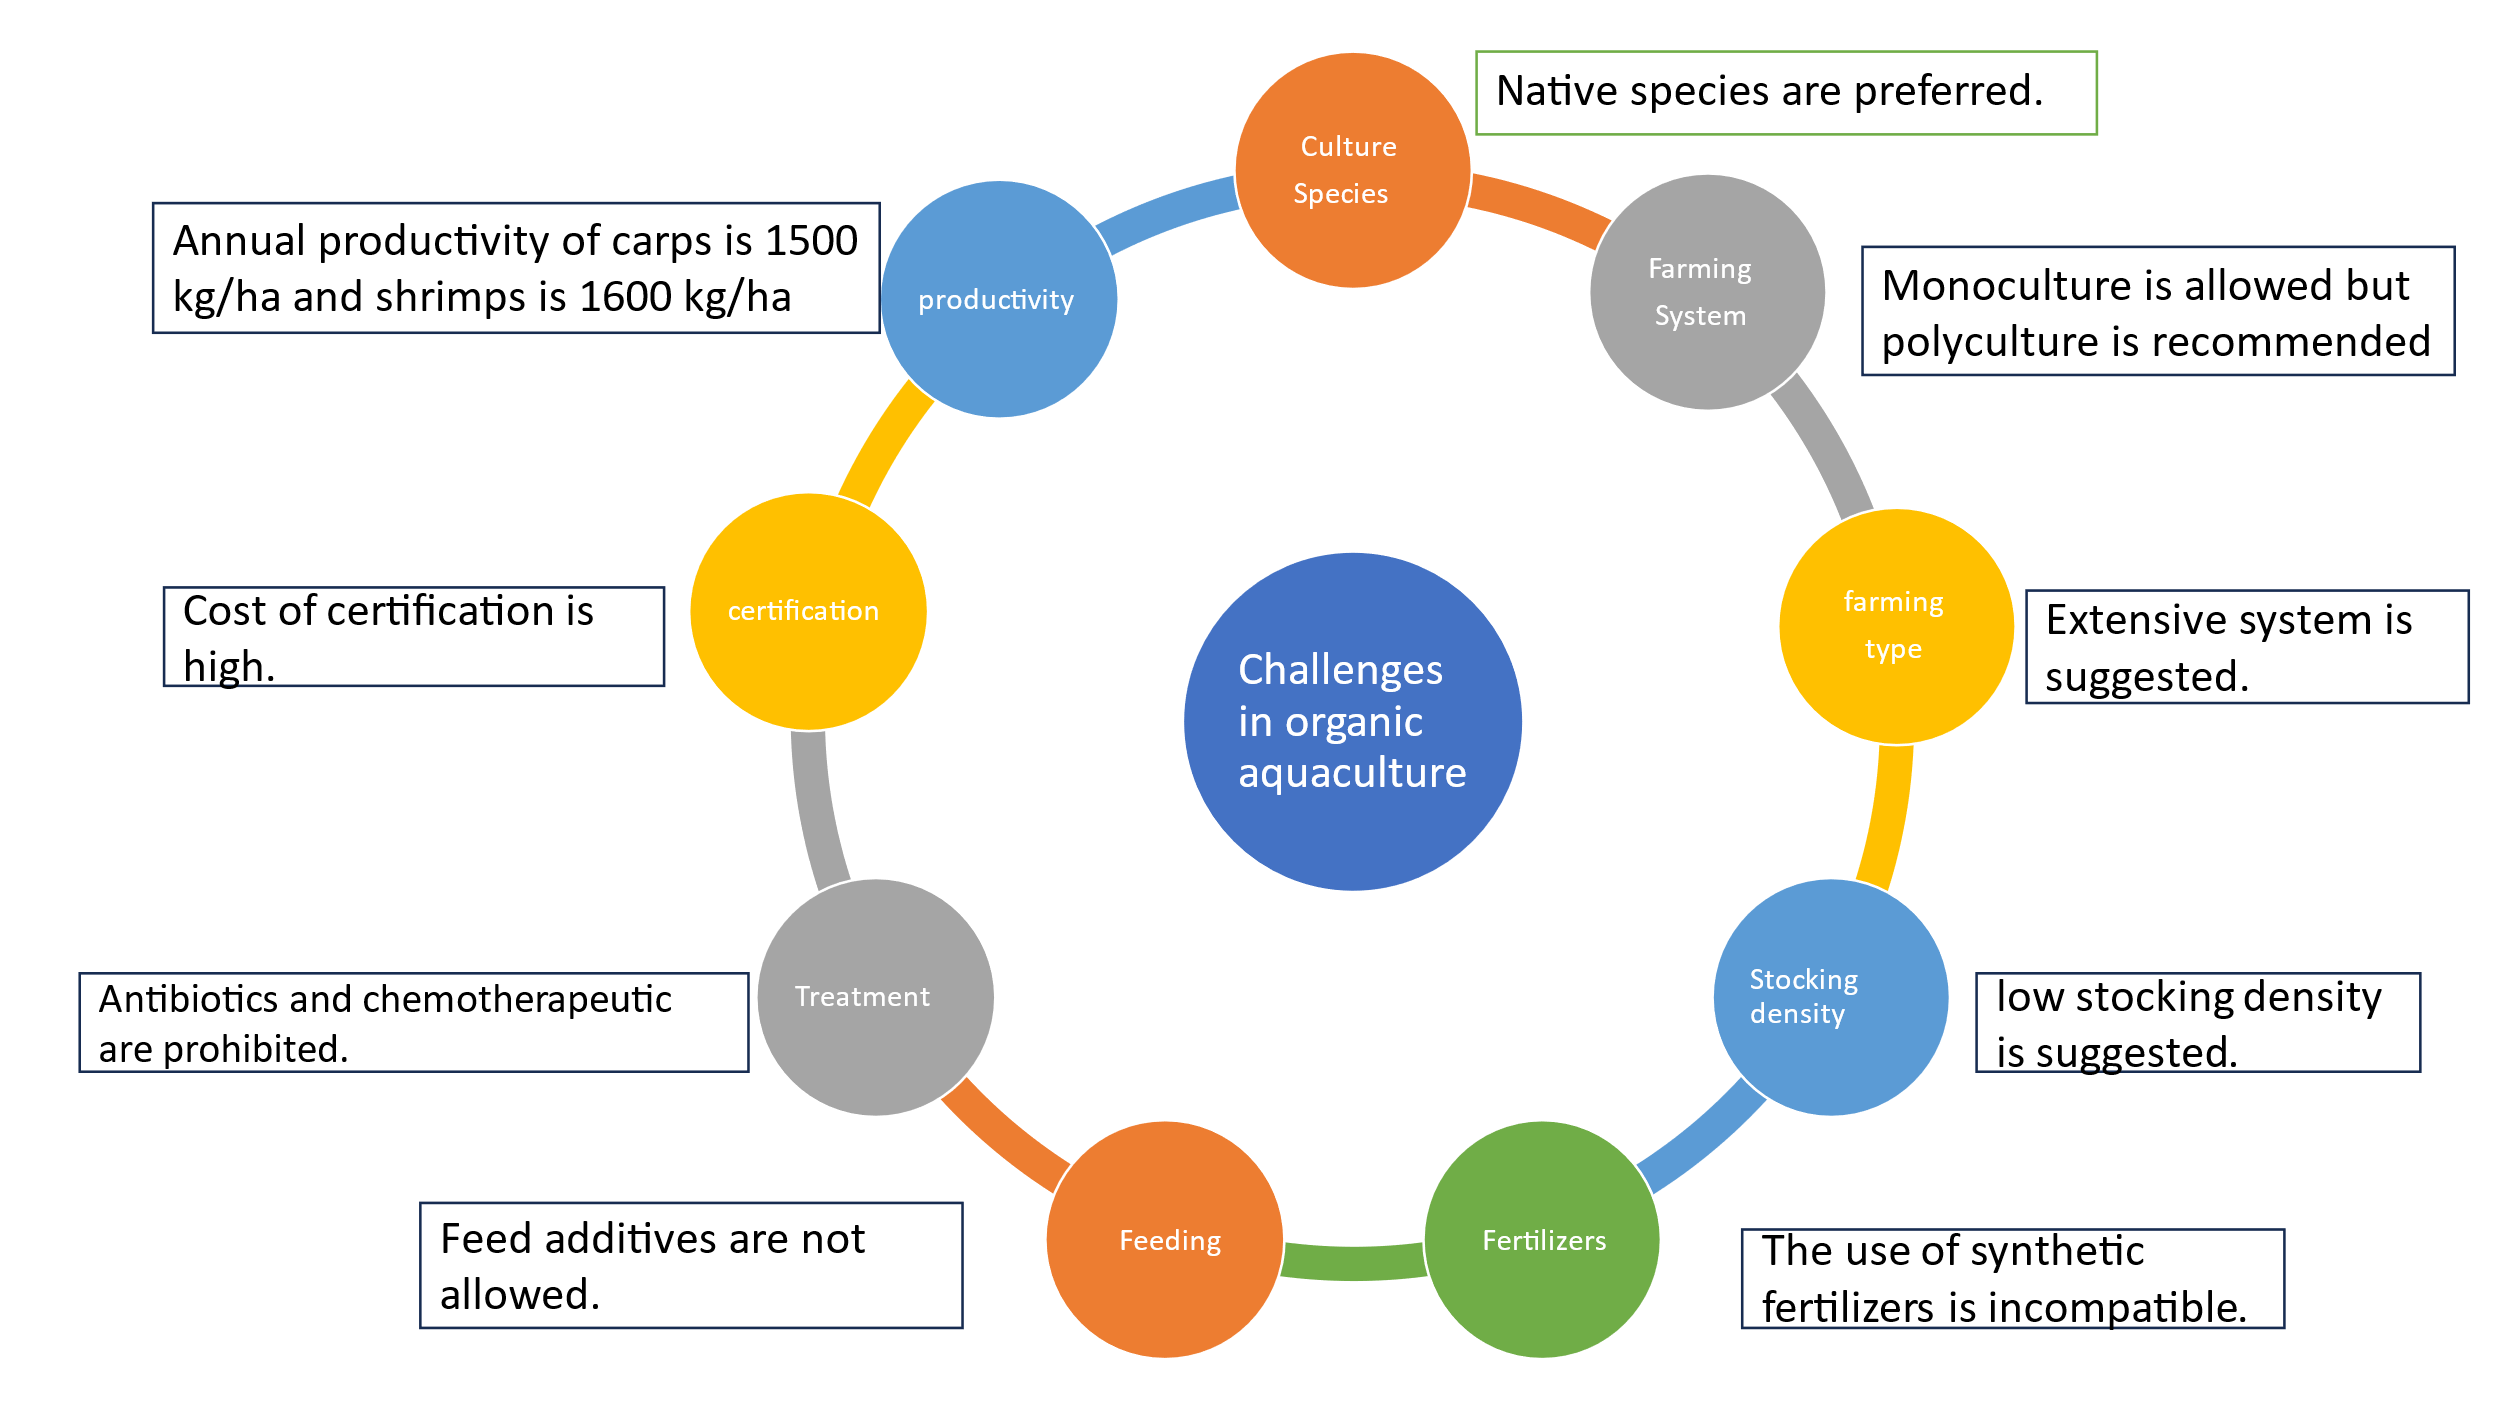 Culture
Species
Native species are preferred.
Farming
System
Monoculture is allowed but
polyculture is recommended
farming
type
Extensive system is
suggested.
Stocking
density
low stocking density
is suggested.
Fertilizers
The use of synthetic
fertilizers is incompatible.
Feeding
Feed additives are not
allowed.
Treatment
Antibiotics and chemotherapeutic
are prohibited.
certification
Cost of certification is
high.
productivity
Annual productivity of carps is 1500
kg/ha and shrimps is 1600 kg/ha
Challenges
in organic
aquaculture